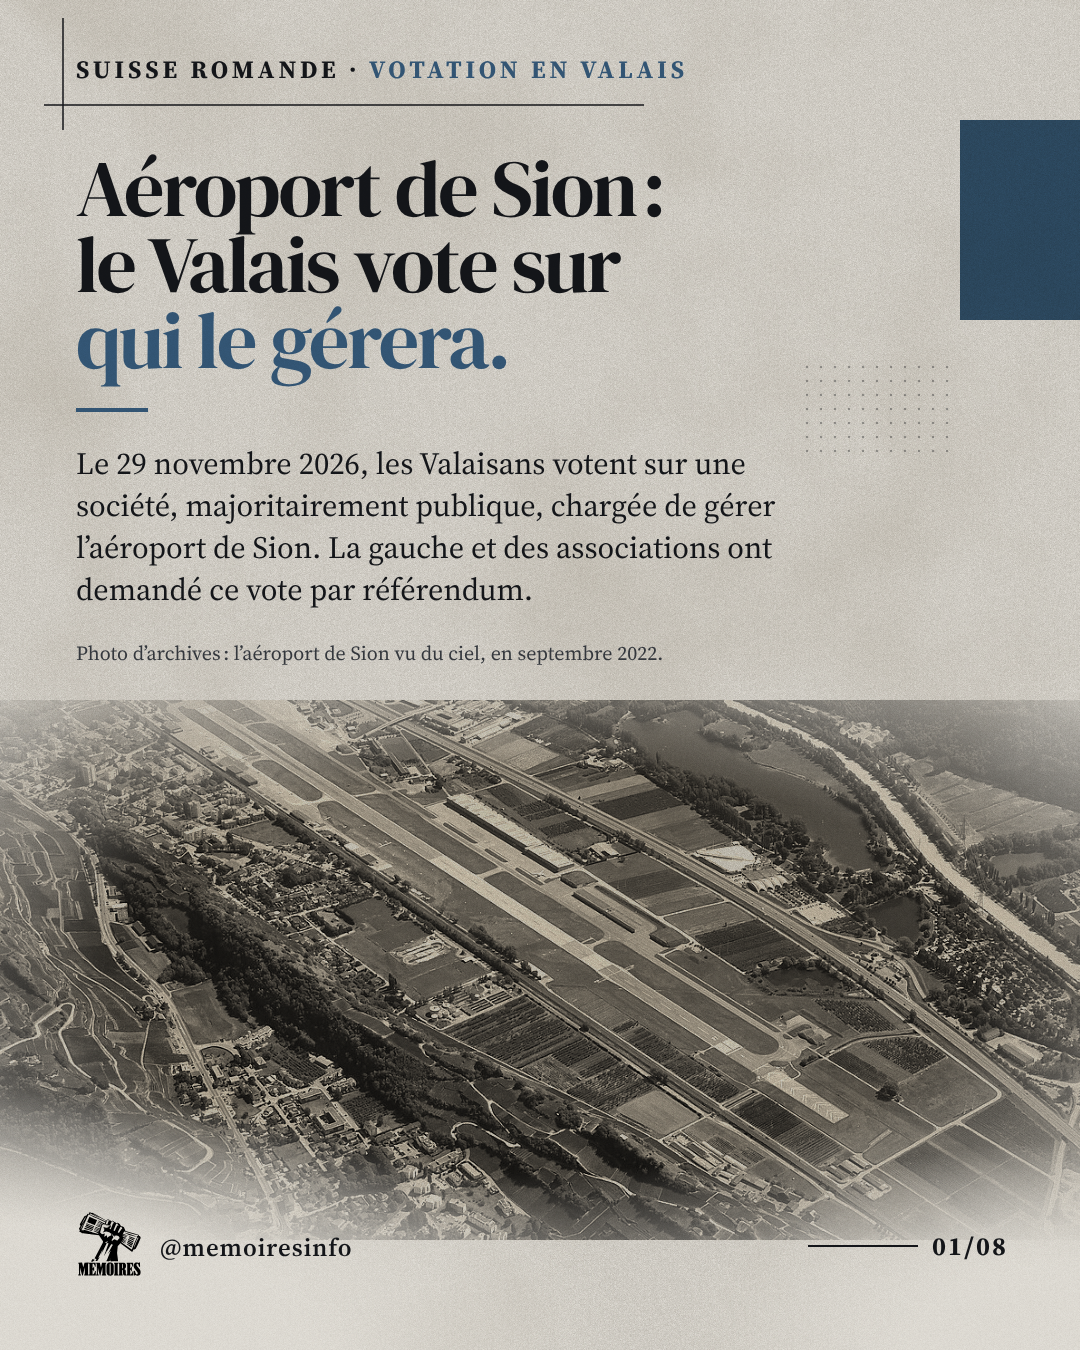 SUISSE ROMANDE · VOTATION EN VALAIS
Aéroport de Sion :
le Valais vote sur
qui le gérera.
Le 29 novembre 2026, les Valaisans votent sur une
société, majoritairement publique, chargée de gérer
l’aéroport de Sion. La gauche et des associations ont
demandé ce vote par référendum.
Photo d’archives : l’aéroport de Sion vu du ciel, en septembre 2022.
MÉMOIRES
@memoiresinfo
01/08